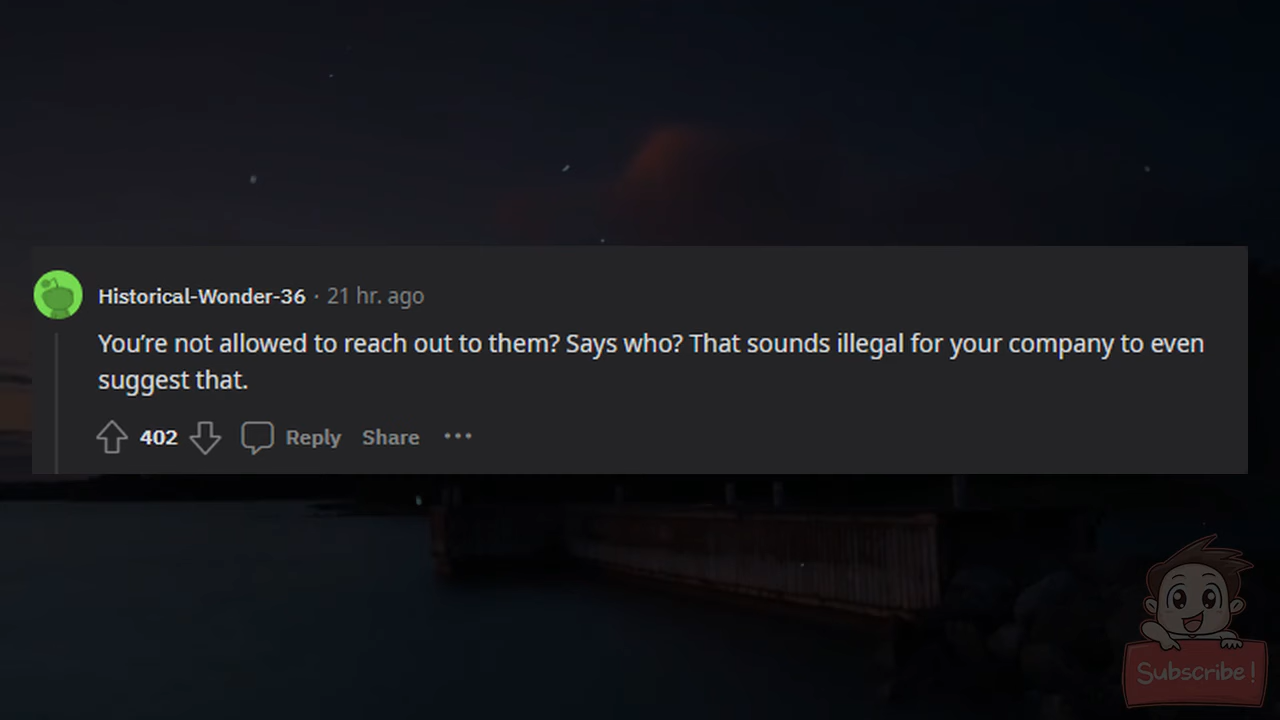 Historical-Wonder-36 · 21 hr. ago
You're not allowed to reach out to them? Says who? That sounds illegal for your company to even
suggest that.
402 Reply Share ···
Subscribe!